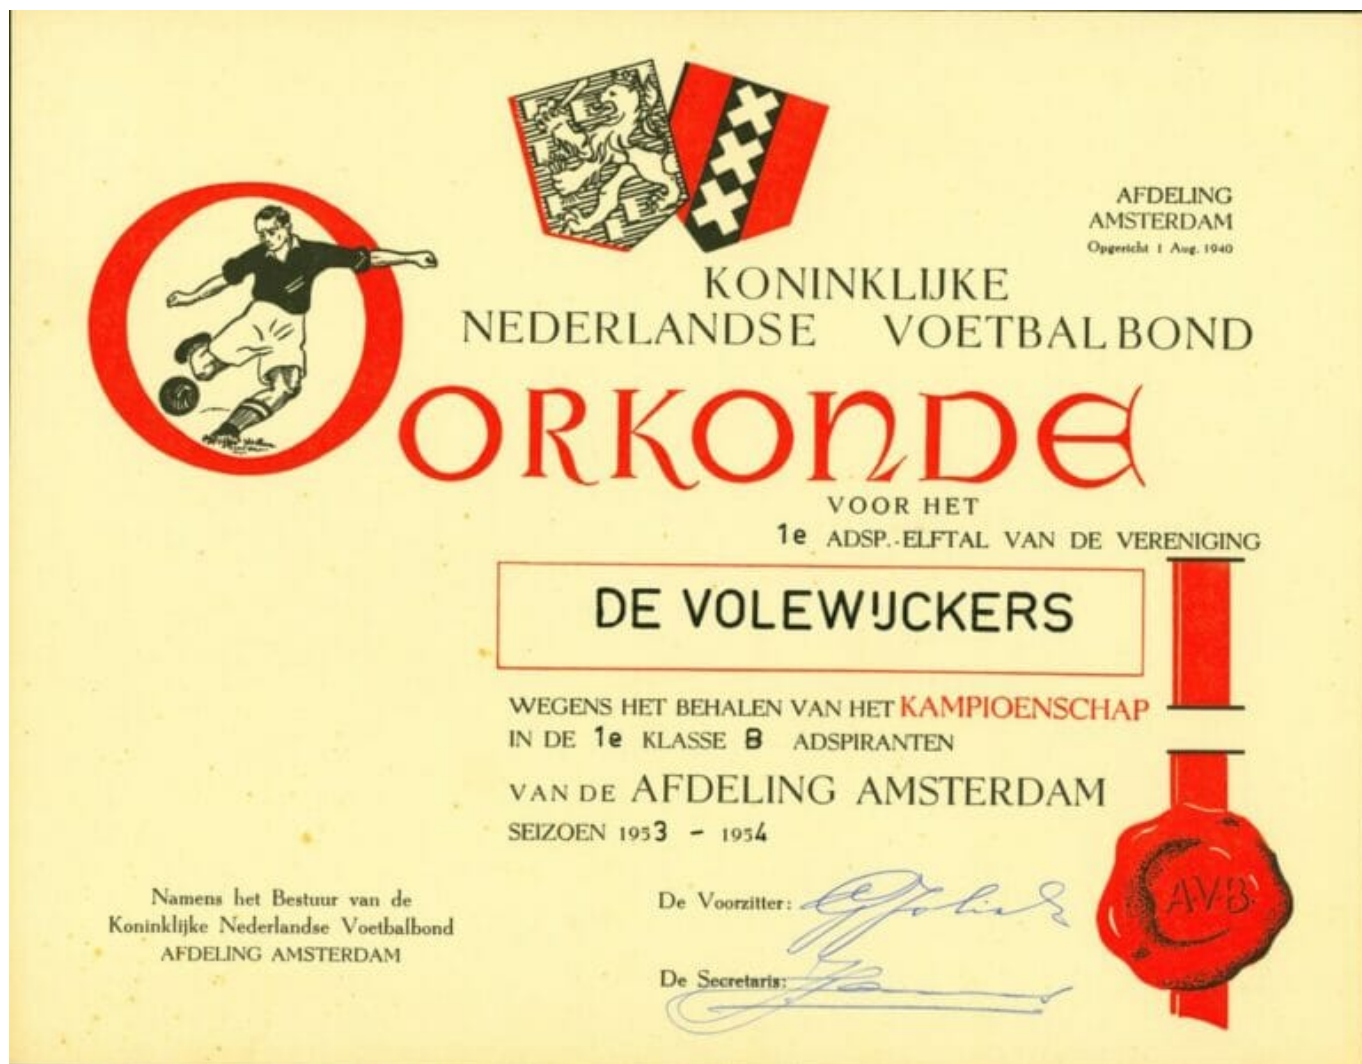 AFDELING
AMSTERDAM
Opgericht 1 Aug. 1940
KONINKLIJKE
NEDERLANDSE VOETBALBOND
OORKONDE
VOOR HET
1e ADSP.-ELFTAL VAN DE VERENIGING
DE VOLEWIJCKERS
WEGENS HET BEHALEN VAN HET KAMPIOENSCHAP
IN DE 1e KLASSE B ADSPIRANTEN
VAN DE AFDELING AMSTERDAM
SEIZOEN 1953 - 1954
Namens het Bestuur van de
Koninklijke Nederlandse Voetbalbond
AFDELING AMSTERDAM
De Voorzitter:
De Secretaris:
A.V.B.